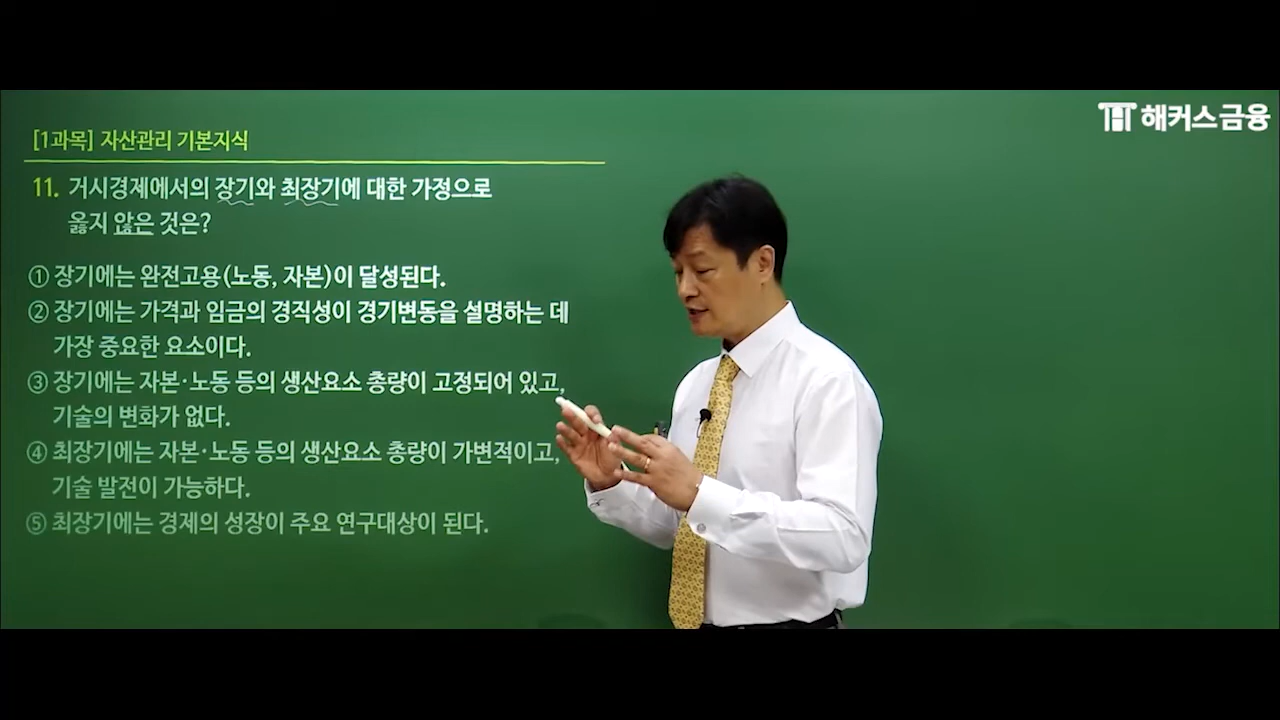 해커스금융
[1과목] 자산관리 기본지식
11. 거시경제에서의 장기와 최장기에 대한 가정으로
옳지 않은 것은?
① 장기에는 완전고용(노동, 자본)이 달성된다.
② 장기에는 가격과 임금의 경직성이 경기변동을 설명하는 데
가장 중요한 요소이다.
③ 장기에는 자본·노동 등의 생산요소 총량이 고정되어 있고,
기술의 변화가 없다.
④ 최장기에는 자본·노동 등의 생산요소 총량이 가변적이고,
기술 발전이 가능하다.
⑤ 최장기에는 경제의 성장이 주요 연구대상이 된다.